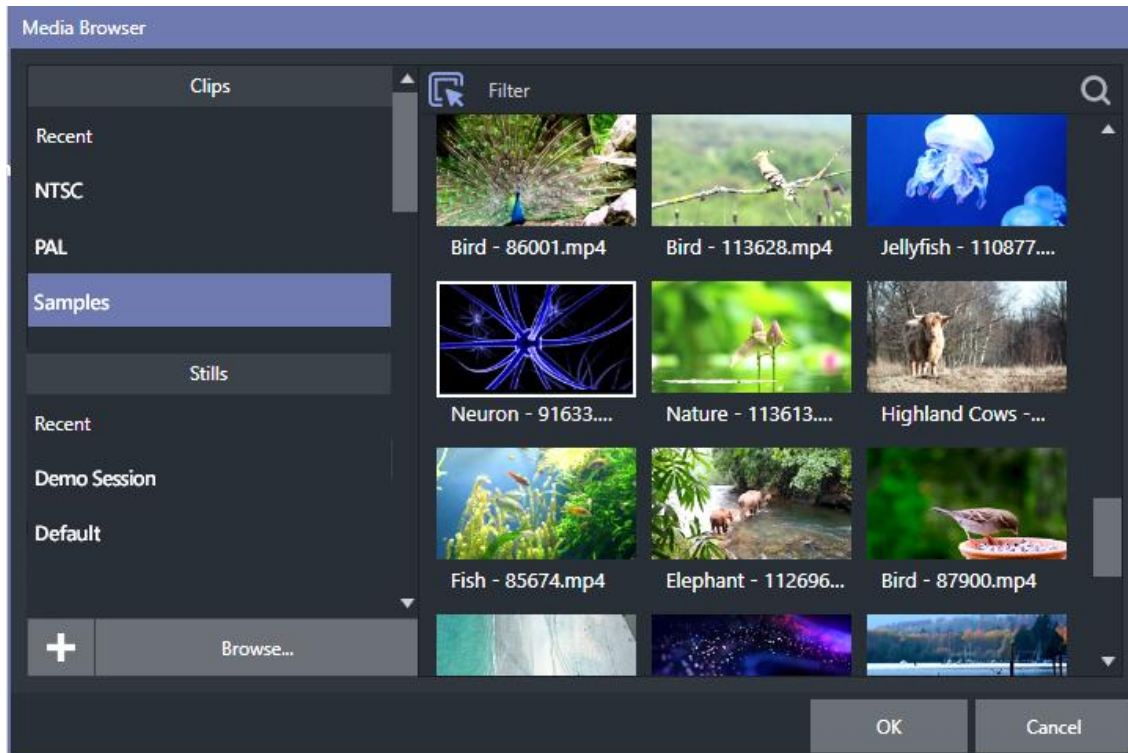 Media Browser
Clips
Recent
NTSC
PAL
Samples
Stills
Recent
Demo Session
Default
Browse...
Filter
Bird - 86001.mp4
Bird - 113628.mp4
Jellyfish - 110877....
Neuron - 91633....
Nature - 113613....
Highland Cows -...
Fish - 85674.mp4
Elephant - 112696...
Bird - 87900.mp4
OK
Cancel